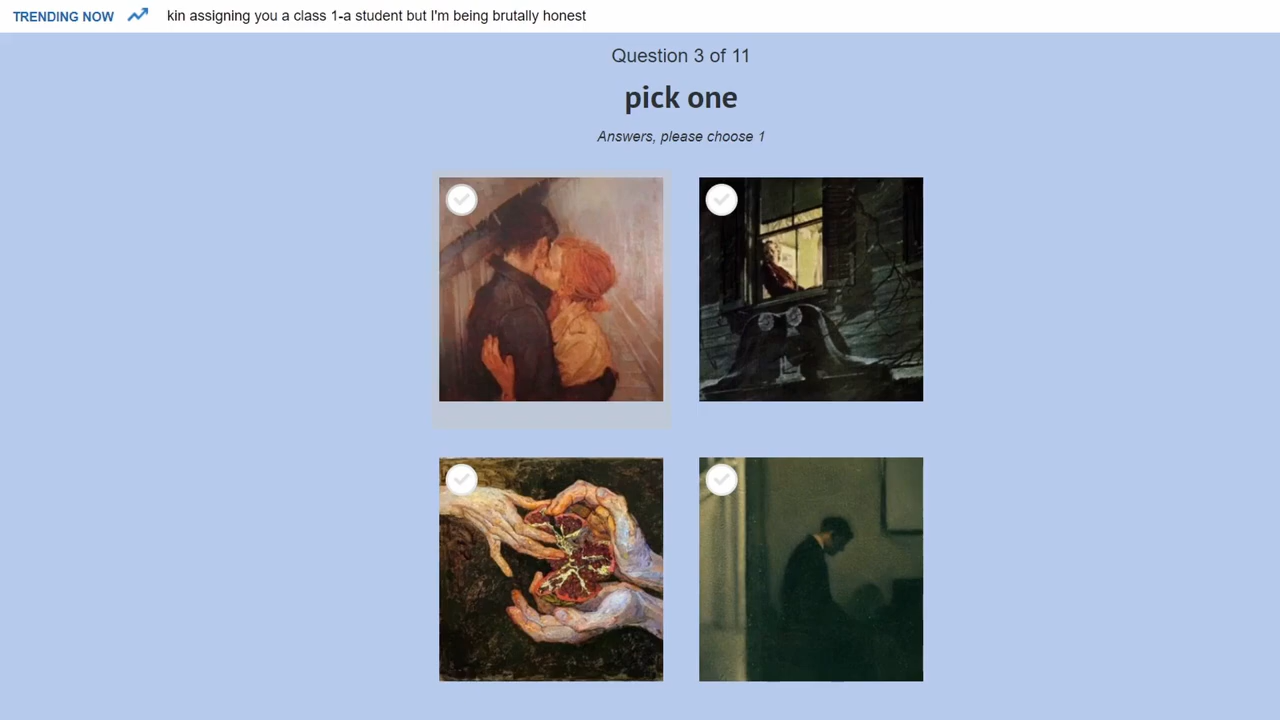 TRENDING NOW kin assigning you a class 1-a student but I'm being brutally honest
Question 3 of 11
pick one
Answers, please choose 1